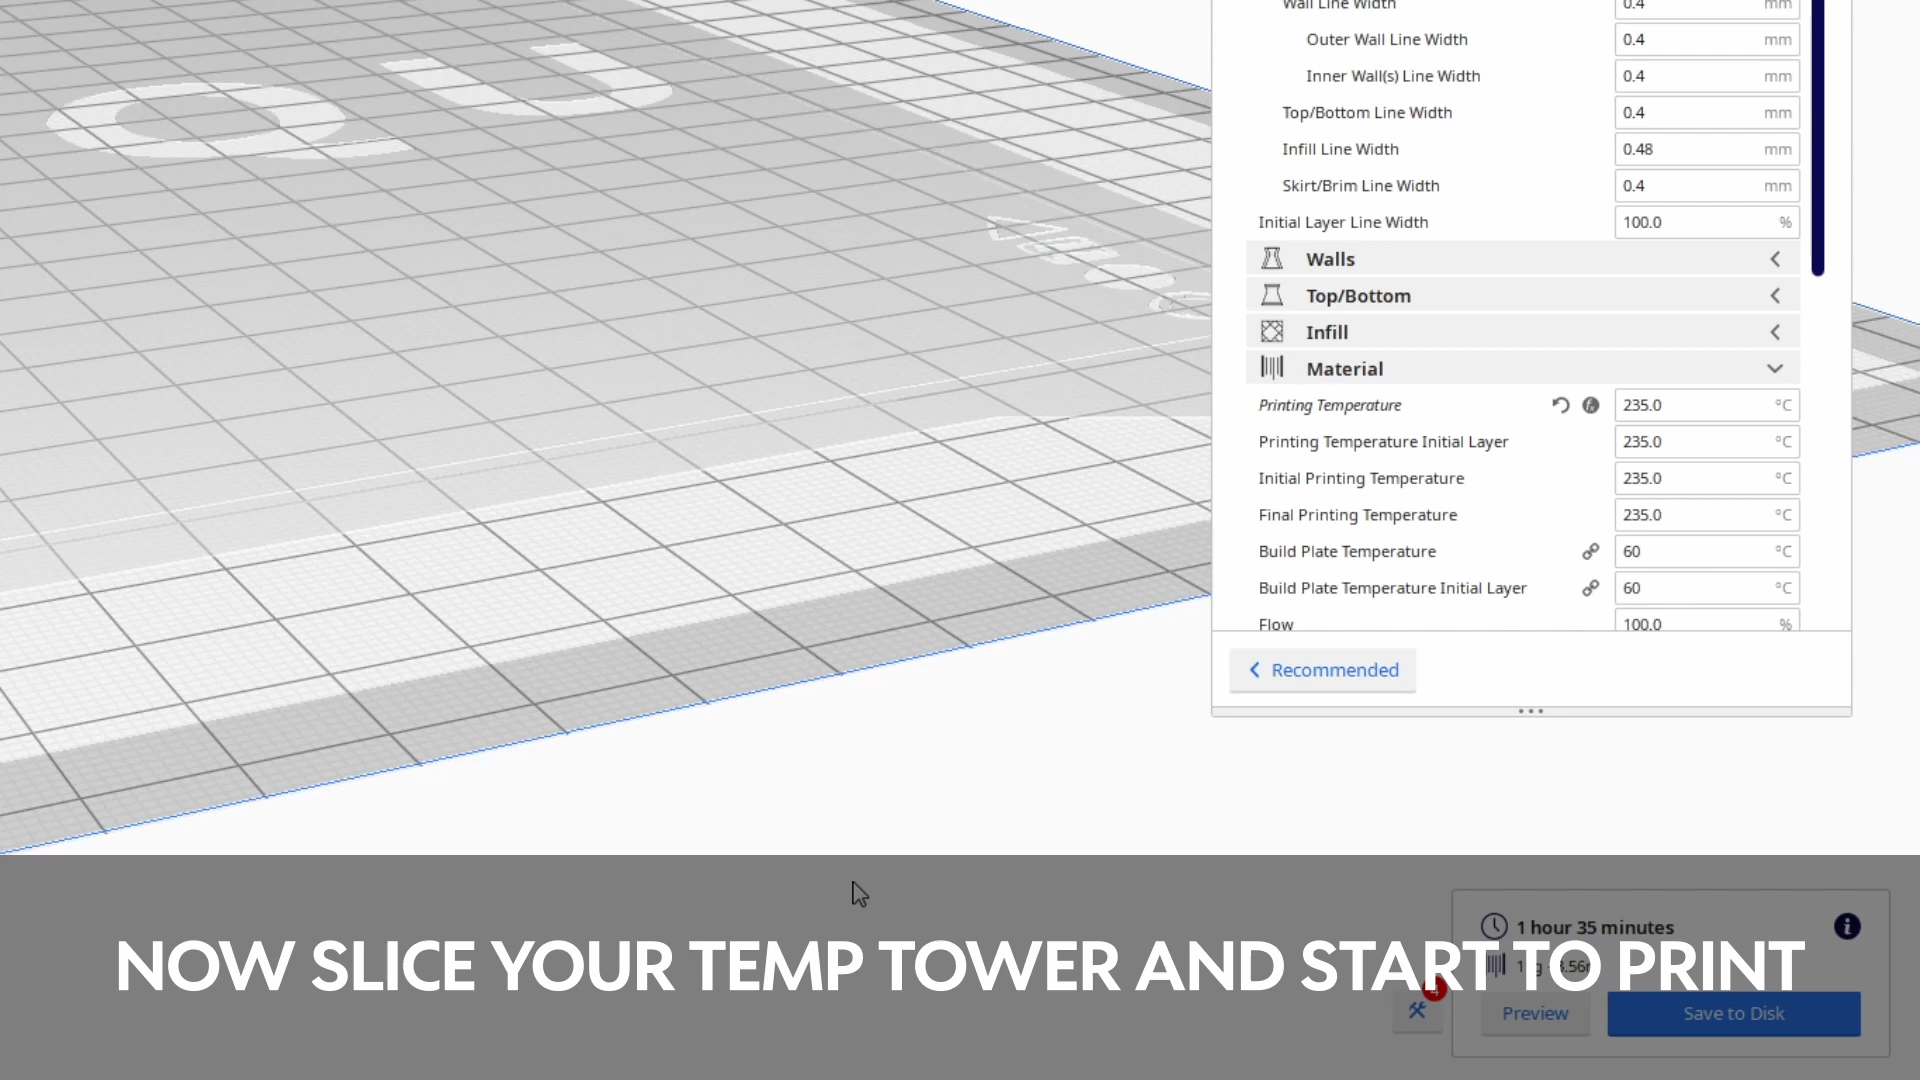 Wall Line Width 0.4 mm
Outer Wall Line Width 0.4 mm
Inner Wall(s) Line Width 0.4 mm
Top/Bottom Line Width 0.4 mm
Infill Line Width 0.48 mm
Skirt/Brim Line Width 0.4 mm
Initial Layer Line Width 100.0 %
Walls
Top/Bottom
Infill
Material
Printing Temperature 235.0 °C
Printing Temperature Initial Layer 235.0 °C
Initial Printing Temperature 235.0 °C
Final Printing Temperature 235.0 °C
Build Plate Temperature 60 °C
Build Plate Temperature Initial Layer 60 °C
Flow 100.0 %
Recommended
1 hour 35 minutes
NOW SLICE YOUR TEMP TOWER AND START TO PRINT
4
Preview
Save to Disk